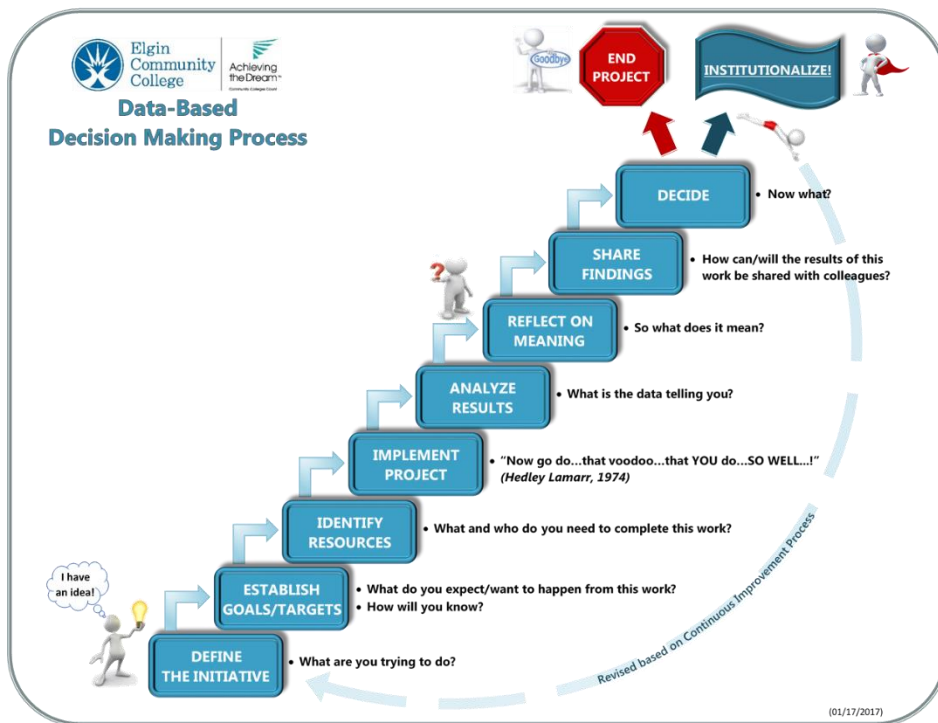 Elgin
Community
College
Achieving
the Dream™
Community Colleges Count
Data-Based
Decision Making Process
Goodbye
END
PROJECT
INSTITUTIONALIZE!
DECIDE
• Now what?
SHARE
FINDINGS
• How can/will the results of this
work be shared with colleagues?
?
REFLECT ON
MEANING
• So what does it mean?
ANALYZE
RESULTS
• What is the data telling you?
IMPLEMENT
PROJECT
• "Now go do...that voodoo...that YOU do...SO WELL...!"
(Hedley Lamarr, 1974)
IDENTIFY
RESOURCES
• What and who do you need to complete this work?
I have
an idea!
ESTABLISH
GOALS/TARGETS
• What do you expect/want to happen from this work?
• How will you know?
DEFINE
THE INITIATIVE
• What are you trying to do?
Revised based on Continuous Improvement Process
(01/17/2017)